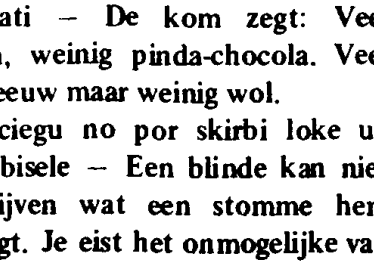 ati — De kom zegt: Vee
, weinig pinda-chocola. Vee
eeuw maar weinig wol.
ciegu no por skirbi loke u
bisele — Een blinde kan nie
ijven wat een stomme her
gt. Je eist het onmogelijke va